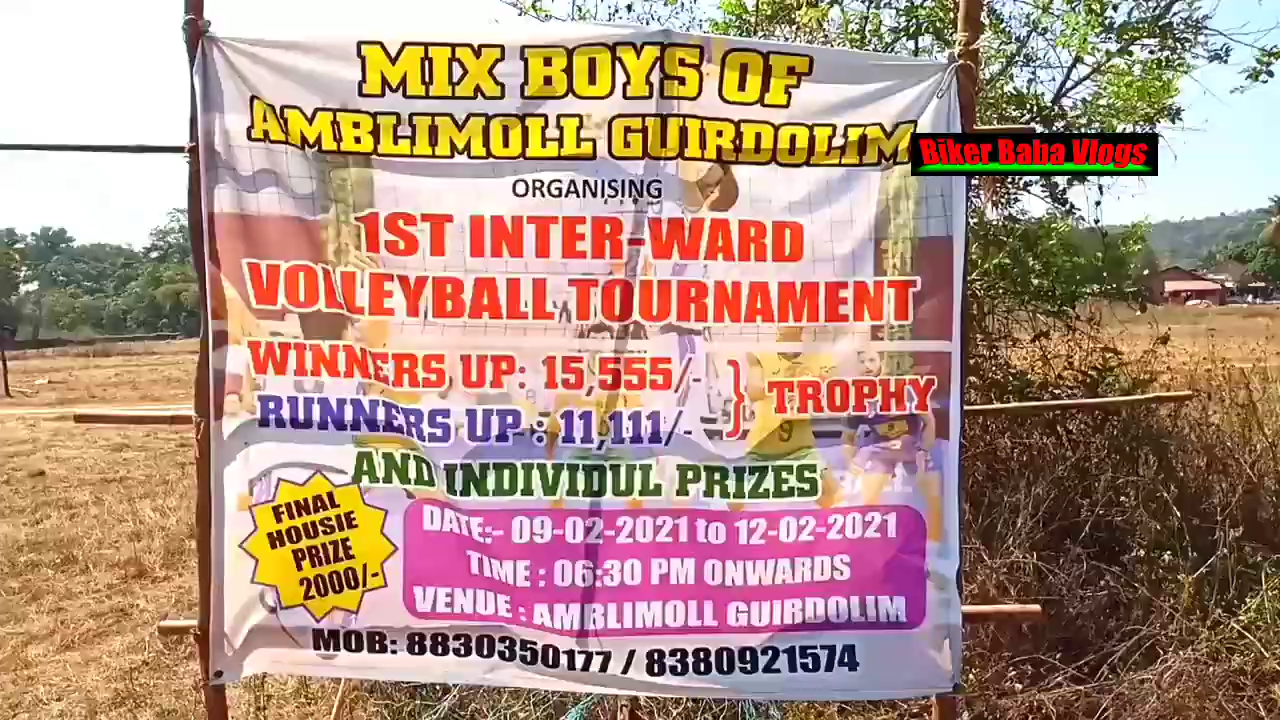 MIX BOYS OF
AMBLIMOLL GUIRDOLIM
Biker Baba Vlogs
ORGANISING
1ST INTER-WARD
VOLLEYBALL TOURNAMENT
WINNERS UP: 15,555/-
RUNNERS UP : 11,111/-
} TROPHY
AND INDIVIDUL PRIZES
FINAL
HOUSIE
PRIZE
2000/-
DATE:- 09-02-2021 to 12-02-2021
TIME : 06:30 PM ONWARDS
VENUE : AMBLIMOLL GUIRDOLIM
MOB: 8830350177 / 8380921574
9